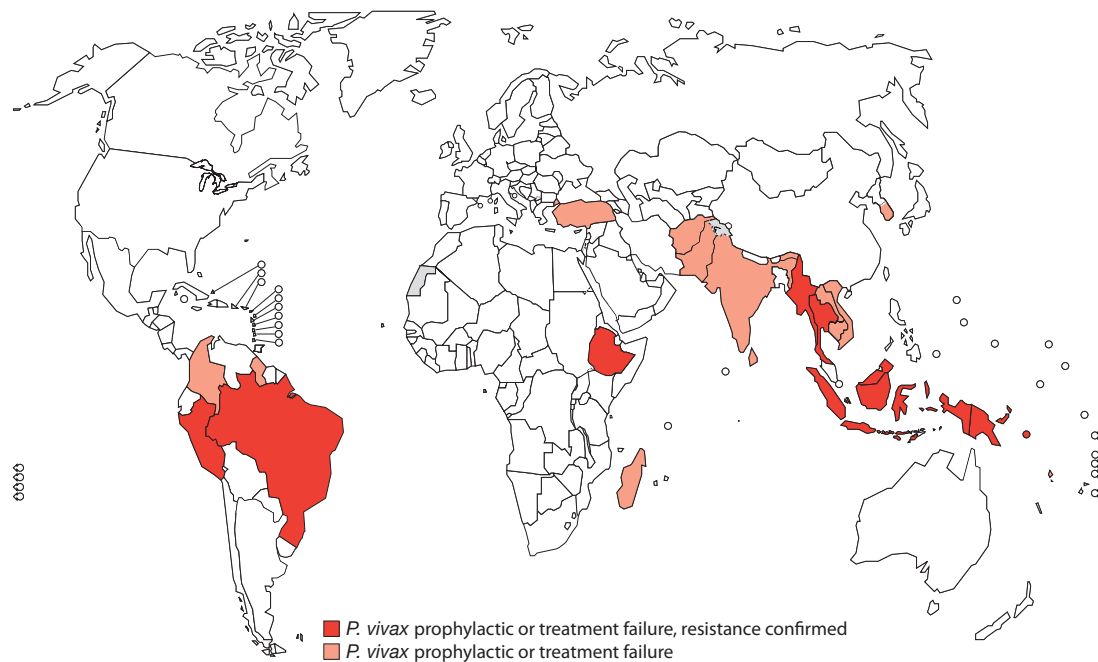 P. vivax prophylactic or treatment failure, resistance confirmed
P. vivax prophylactic or treatment failure